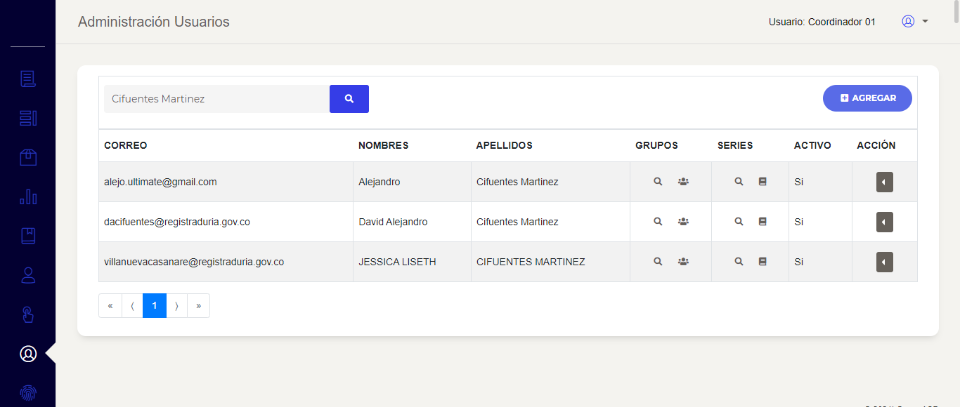 Administración Usuarios
Usuario: Coordinador 01
Cifuentes Martinez
AGREGAR
CORREO NOMBRES APELLIDOS GRUPOS SERIES ACTIVO ACCIÓN
alejo.ultimate@gmail.com Alejandro Cifuentes Martinez Si
dacifuentes@registraduria.gov.co David Alejandro Cifuentes Martinez Si
villanuevacasanare@registraduria.gov.co JESSICA LISETH CIFUENTES MARTINEZ Si
« ⟨ 1 ⟩ »